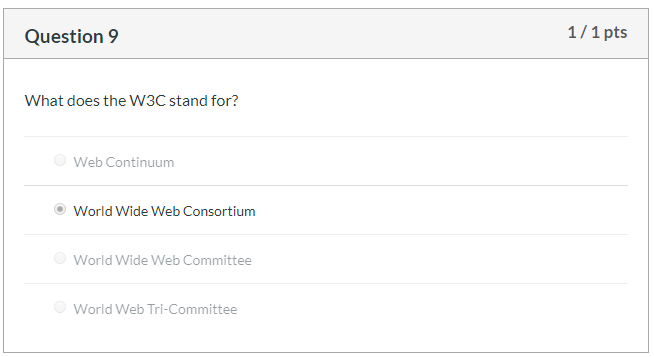 Question 9
1 / 1 pts
What does the W3C stand for?
Web Continuum
World Wide Web Consortium
World Wide Web Committee
World Web Tri-Committee